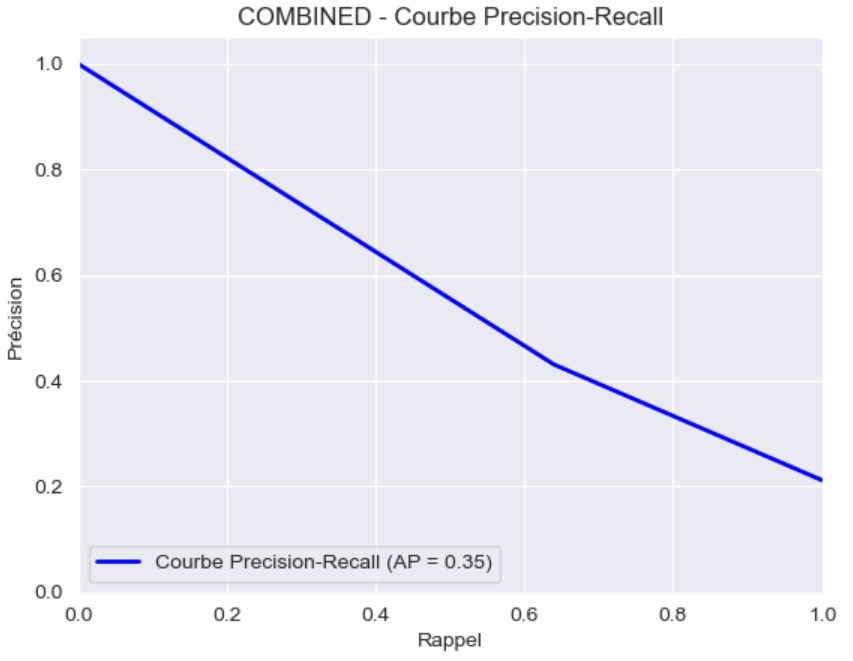 COMBINED - Courbe Precision-Recall
1.0
0.8
0.6
0.4
0.2
0.0
Précision
Courbe Precision-Recall (AP = 0.35)
0.0 0.2 0.4 0.6 0.8 1.0
Rappel